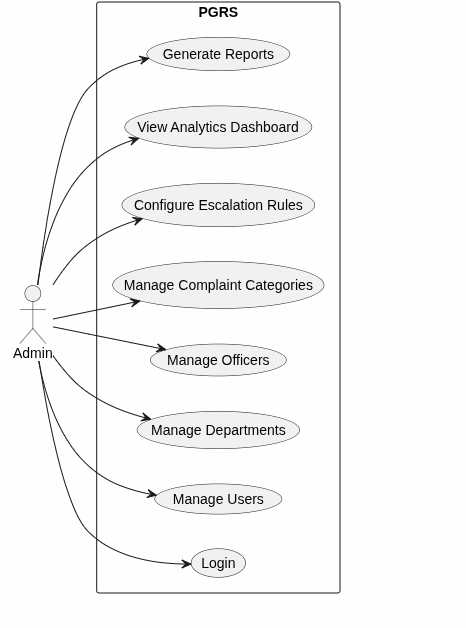 PGRS
Generate Reports
View Analytics Dashboard
Configure Escalation Rules
Manage Complaint Categories
Admin
Manage Officers
Manage Departments
Manage Users
Login